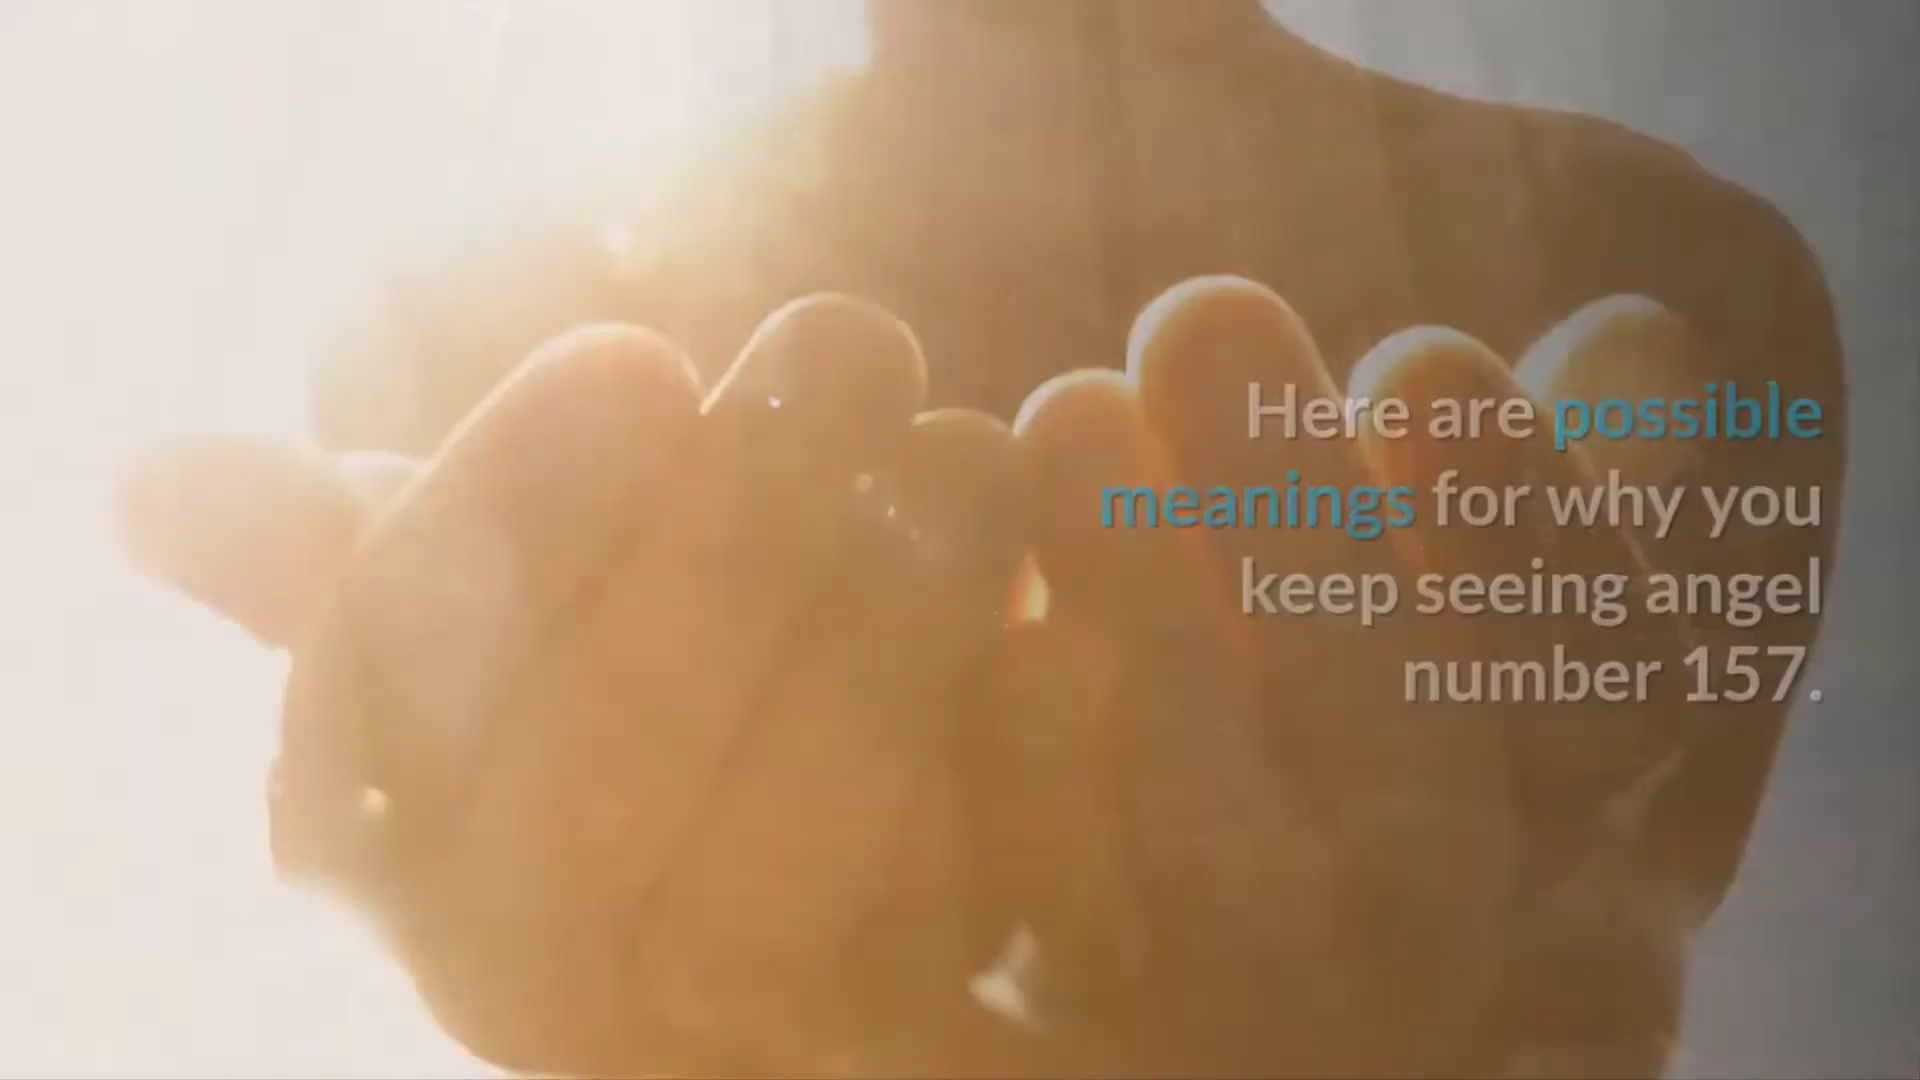 Here are possible
meanings for why you
keep seeing angel
number 157.